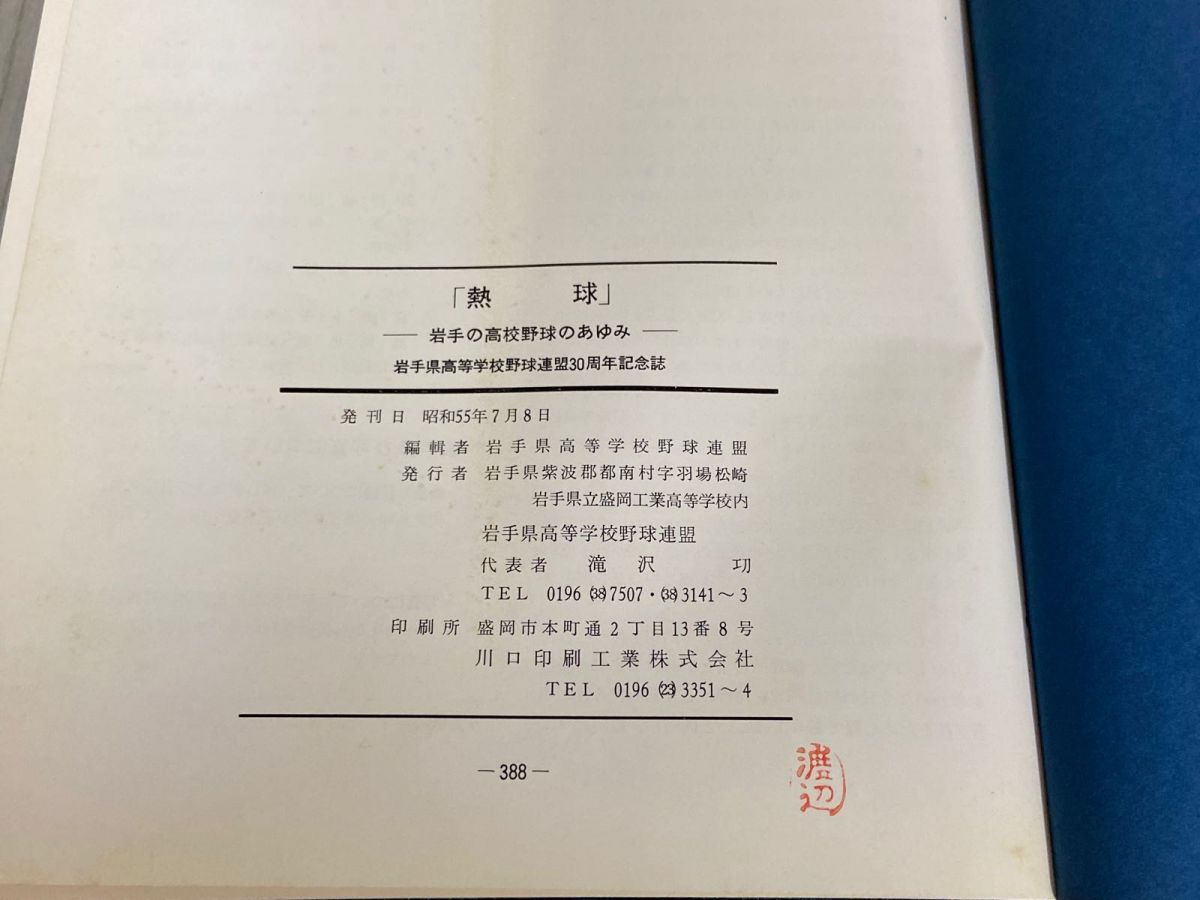 「熱　球」
― 岩手の高校野球のあゆみ ―
岩手県高等学校野球連盟30周年記念誌
発刊日 昭和55年7月8日
編輯者 岩手県高等学校野球連盟
発行者 岩手県紫波郡都南村字羽場松崎
岩手県立盛岡工業高等学校内
岩手県高等学校野球連盟
代表者 滝沢 功
TEL 0196 (38)7507・(38)3141～3
印刷所 盛岡市本町通2丁目13番8号
川口印刷工業株式会社
TEL 0196 (23)3351～4
―388―
渡辺